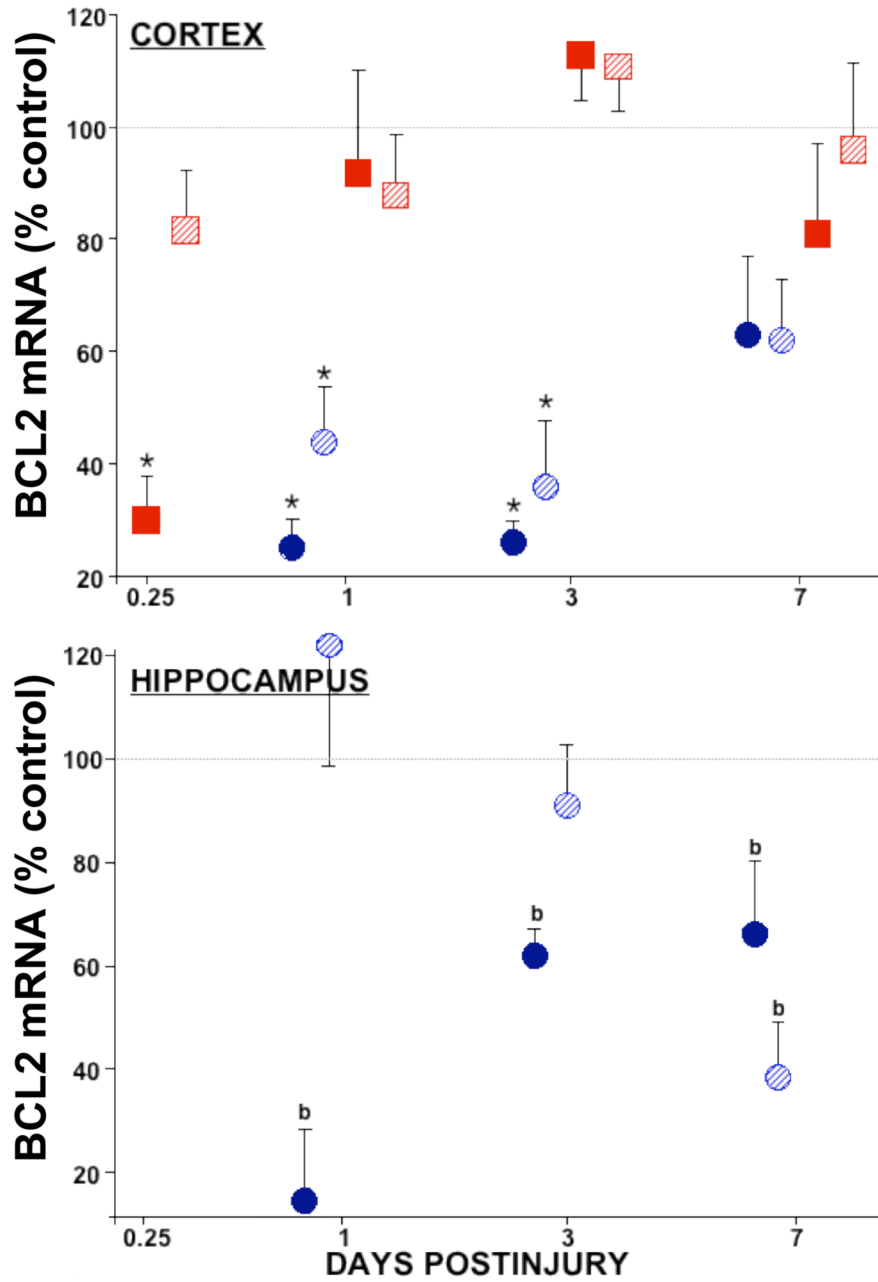 CORTEX
BCL2 mRNA (% control)
120
100
80
60
40
20
*
*
*
*
*
0.25 1 3 7
HIPPOCAMPUS
BCL2 mRNA (% control)
120
100
80
60
40
20
b
b
b
b
0.25 1 3 7
DAYS POSTINJURY